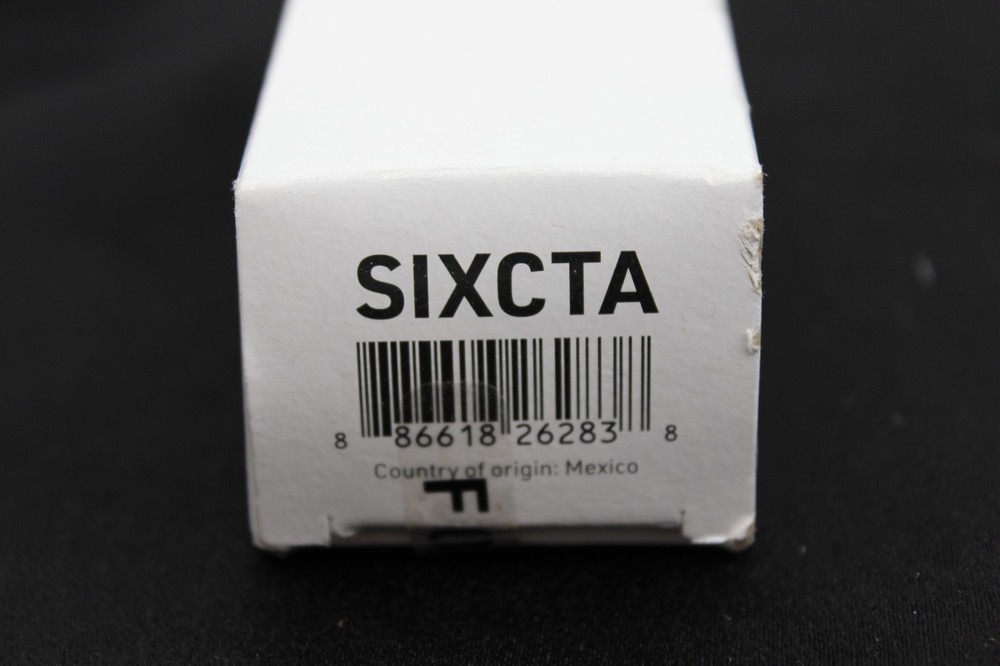 SIXCTA
8 86618 26283 8
Country of origin: Mexico
F